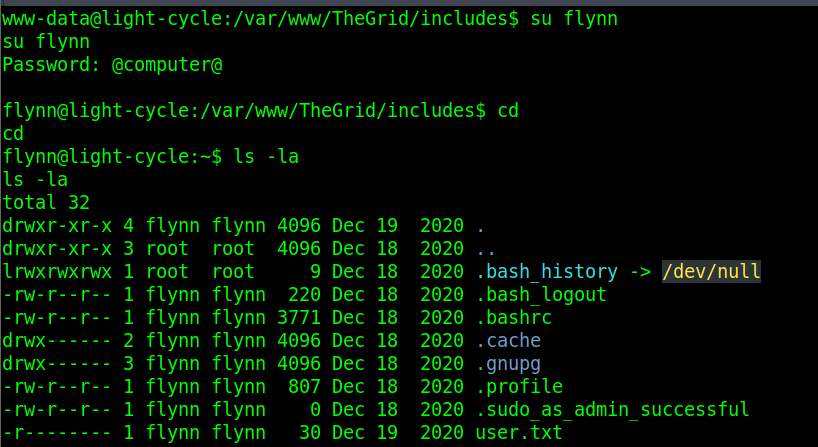 www-data@light-cycle:/var/www/TheGrid/includes$ su flynn
su flynn
Password: @computer@
flynn@light-cycle:/var/www/TheGrid/includes$ cd
cd
flynn@light-cycle:~$ ls -la
ls -la
total 32
drwxr-xr-x 4 flynn flynn 4096 Dec 19  2020 .
drwxr-xr-x 3 root  root  4096 Dec 18  2020 ..
lrwxrwxrwx 1 root  root     9 Dec 18  2020 .bash_history -> /dev/null
-rw-r--r-- 1 flynn flynn  220 Dec 18  2020 .bash_logout
-rw-r--r-- 1 flynn flynn 3771 Dec 18  2020 .bashrc
drwx------ 2 flynn flynn 4096 Dec 18  2020 .cache
drwx------ 3 flynn flynn 4096 Dec 18  2020 .gnupg
-rw-r--r-- 1 flynn flynn  807 Dec 18  2020 .profile
-rw-r--r-- 1 flynn flynn    0 Dec 18  2020 .sudo_as_admin_successful
-r-------- 1 flynn flynn   30 Dec 19  2020 user.txt